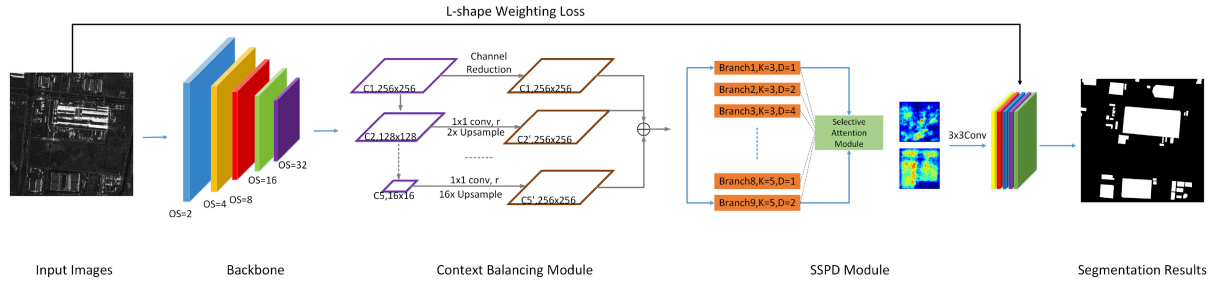 L-shape Weighting Loss
OS=2
OS=4
OS=8
OS=16
OS=32
C1,256x256
Channel
Reduction
C1,256x256
C2,128x128
1x1 conv, r
2x Upsample
C2',256x256
C5,16x16
1x1 conv, r
16x Upsample
C5',256x256
Branch1,K=3,D=1
Branch2,K=3,D=2
Branch3,K=3,D=4
Branch8,K=5,D=1
Branch9,K=5,D=2
Selective
Attention
Module
3x3Conv
Input Images
Backbone
Context Balancing Module
SSPD Module
Segmentation Results